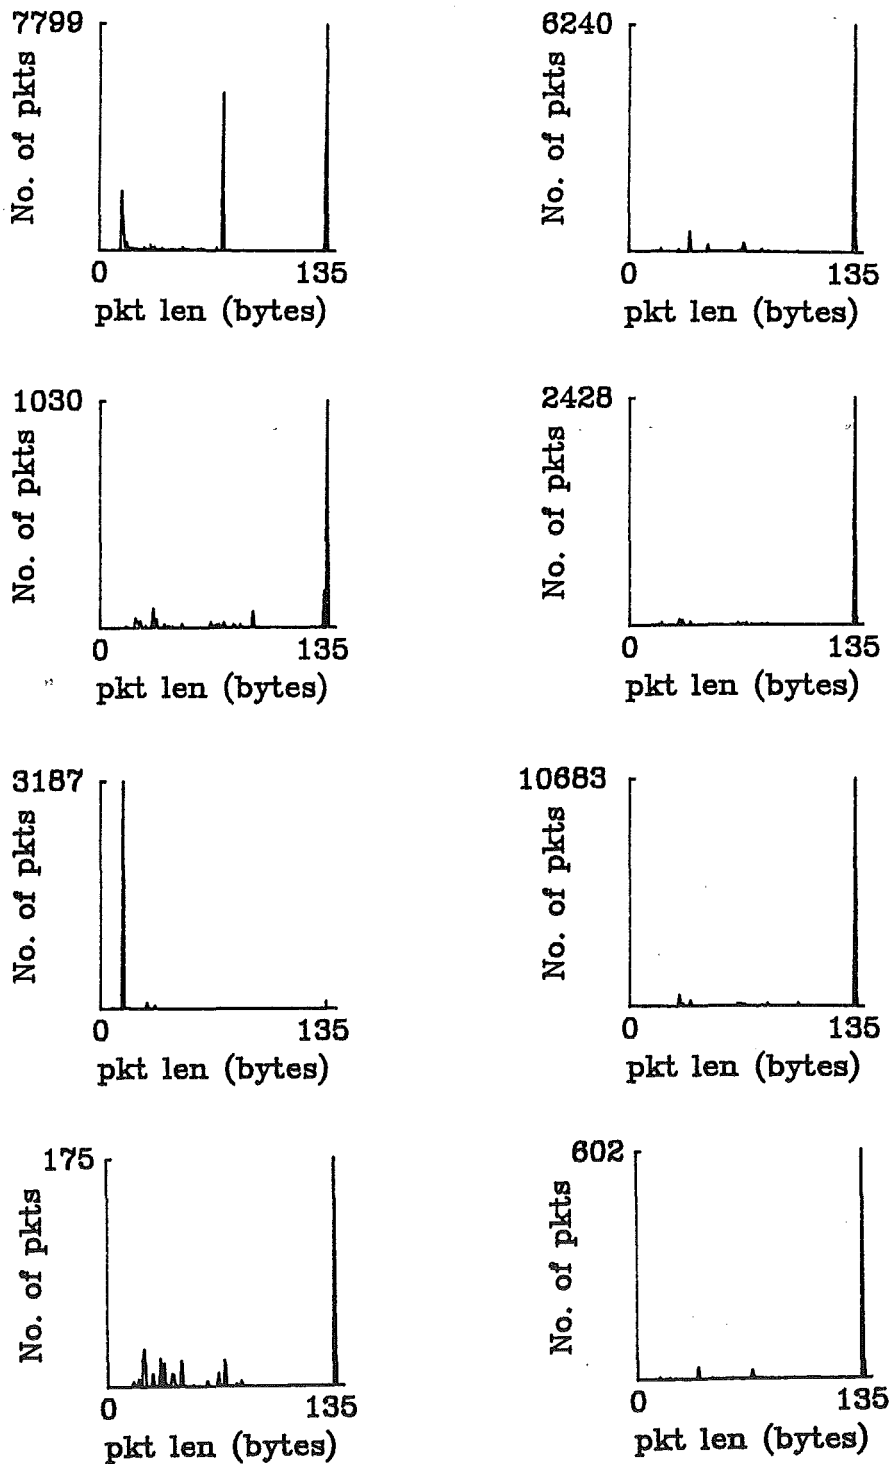 7799
No. of pkts
0 135
pkt len (bytes)
6240
No. of pkts
0 135
pkt len (bytes)
1030
No. of pkts
0 135
pkt len (bytes)
2428
No. of pkts
0 135
pkt len (bytes)
3187
No. of pkts
0 135
pkt len (bytes)
10683
No. of pkts
0 135
pkt len (bytes)
175
No. of pkts
0 135
pkt len (bytes)
602
No. of pkts
0 135
pkt len (bytes)